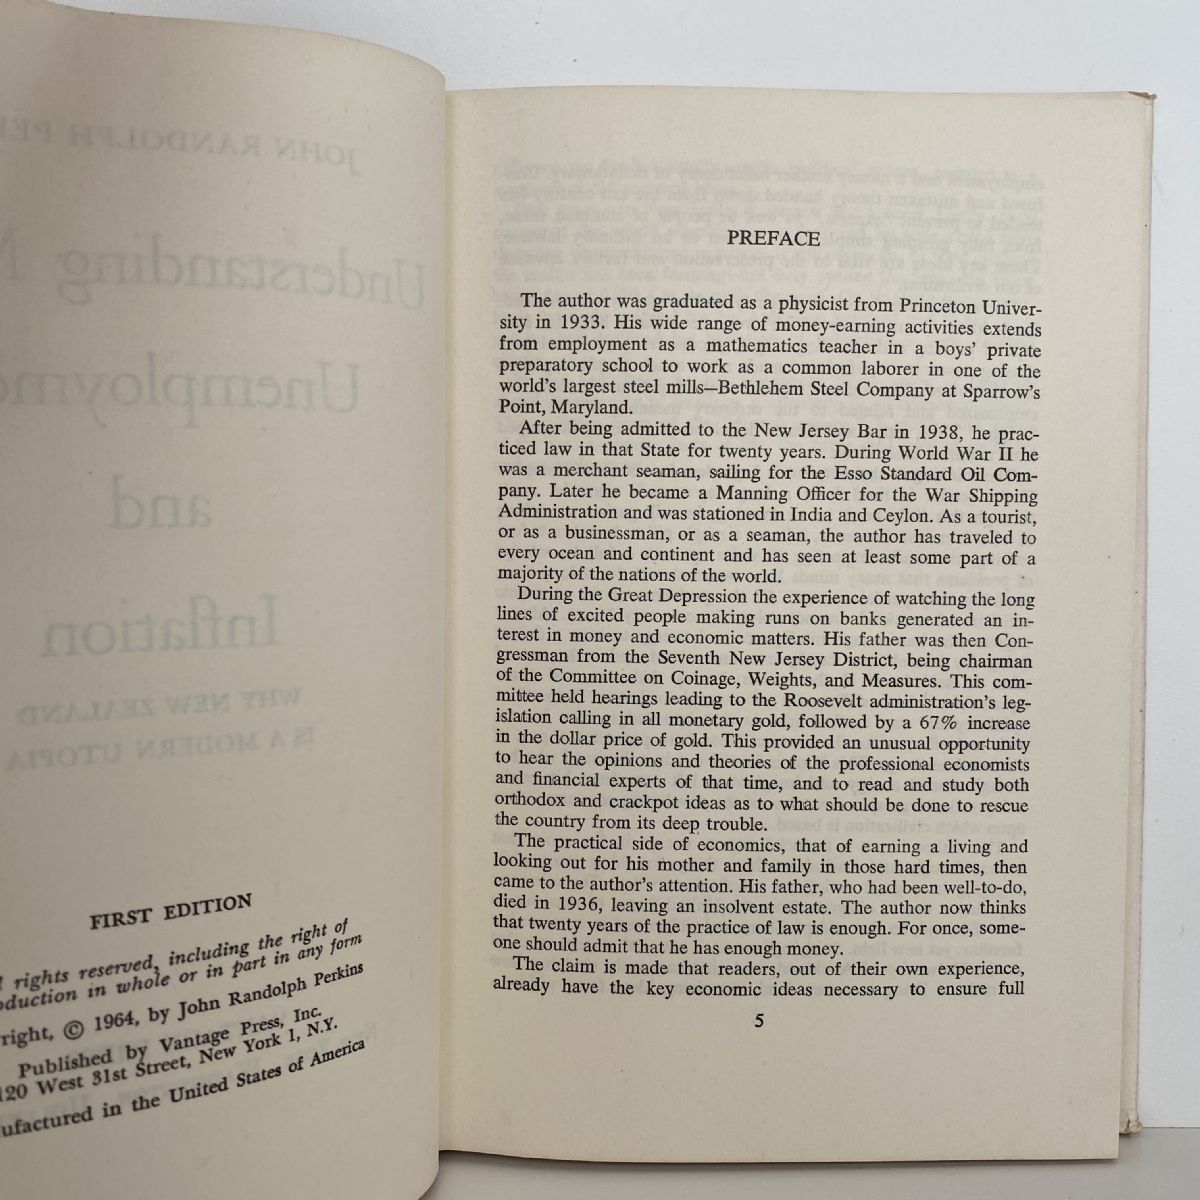 FIRST EDITION
rights reserved, including the right of
in whole or in part in any form
© 1964, by John Randolph Perkins
Published by Vantage Press, Inc.
120 West 31st Street, New York 1, N.Y.
in the United States of America
PREFACE
The author was graduated as a physicist from Princeton Univer-
sity in 1933. His wide range of money-earning activities extends
from employment as a mathematics teacher in a boys' private
preparatory school to work as a common laborer in one of the
world's largest steel mills—Bethlehem Steel Company at Sparrow's
Point, Maryland.
After being admitted to the New Jersey Bar in 1938, he prac-
ticed law in that State for twenty years. During World War II he
was a merchant seaman, sailing for the Esso Standard Oil Com-
pany. Later he became a Manning Officer for the War Shipping
Administration and was stationed in India and Ceylon. As a tourist,
or as a businessman, or as a seaman, the author has traveled to
every ocean and continent and has seen at least some part of a
majority of the nations of the world.
During the Great Depression the experience of watching the long
lines of excited people making runs on banks generated an in-
terest in money and economic matters. His father was then Con-
gressman from the Seventh New Jersey District, being chairman
of the Committee on Coinage, Weights, and Measures. This com-
mittee held hearings leading to the Roosevelt administration's leg-
islation calling in all monetary gold, followed by a 67% increase
in the dollar price of gold. This provided an unusual opportunity
to hear the opinions and theories of the professional economists
and financial experts of that time, and to read and study both
orthodox and crackpot ideas as to what should be done to rescue
the country from its deep trouble.
The practical side of economics, that of earning a living and
looking out for his mother and family in those hard times, then
came to the author's attention. His father, who had been well-to-do,
died in 1936, leaving an insolvent estate. The author now thinks
that twenty years of the practice of law is enough. For once, some-
one should admit that he has enough money.
The claim is made that readers, out of their own experience,
already have the key economic ideas necessary to ensure full
5